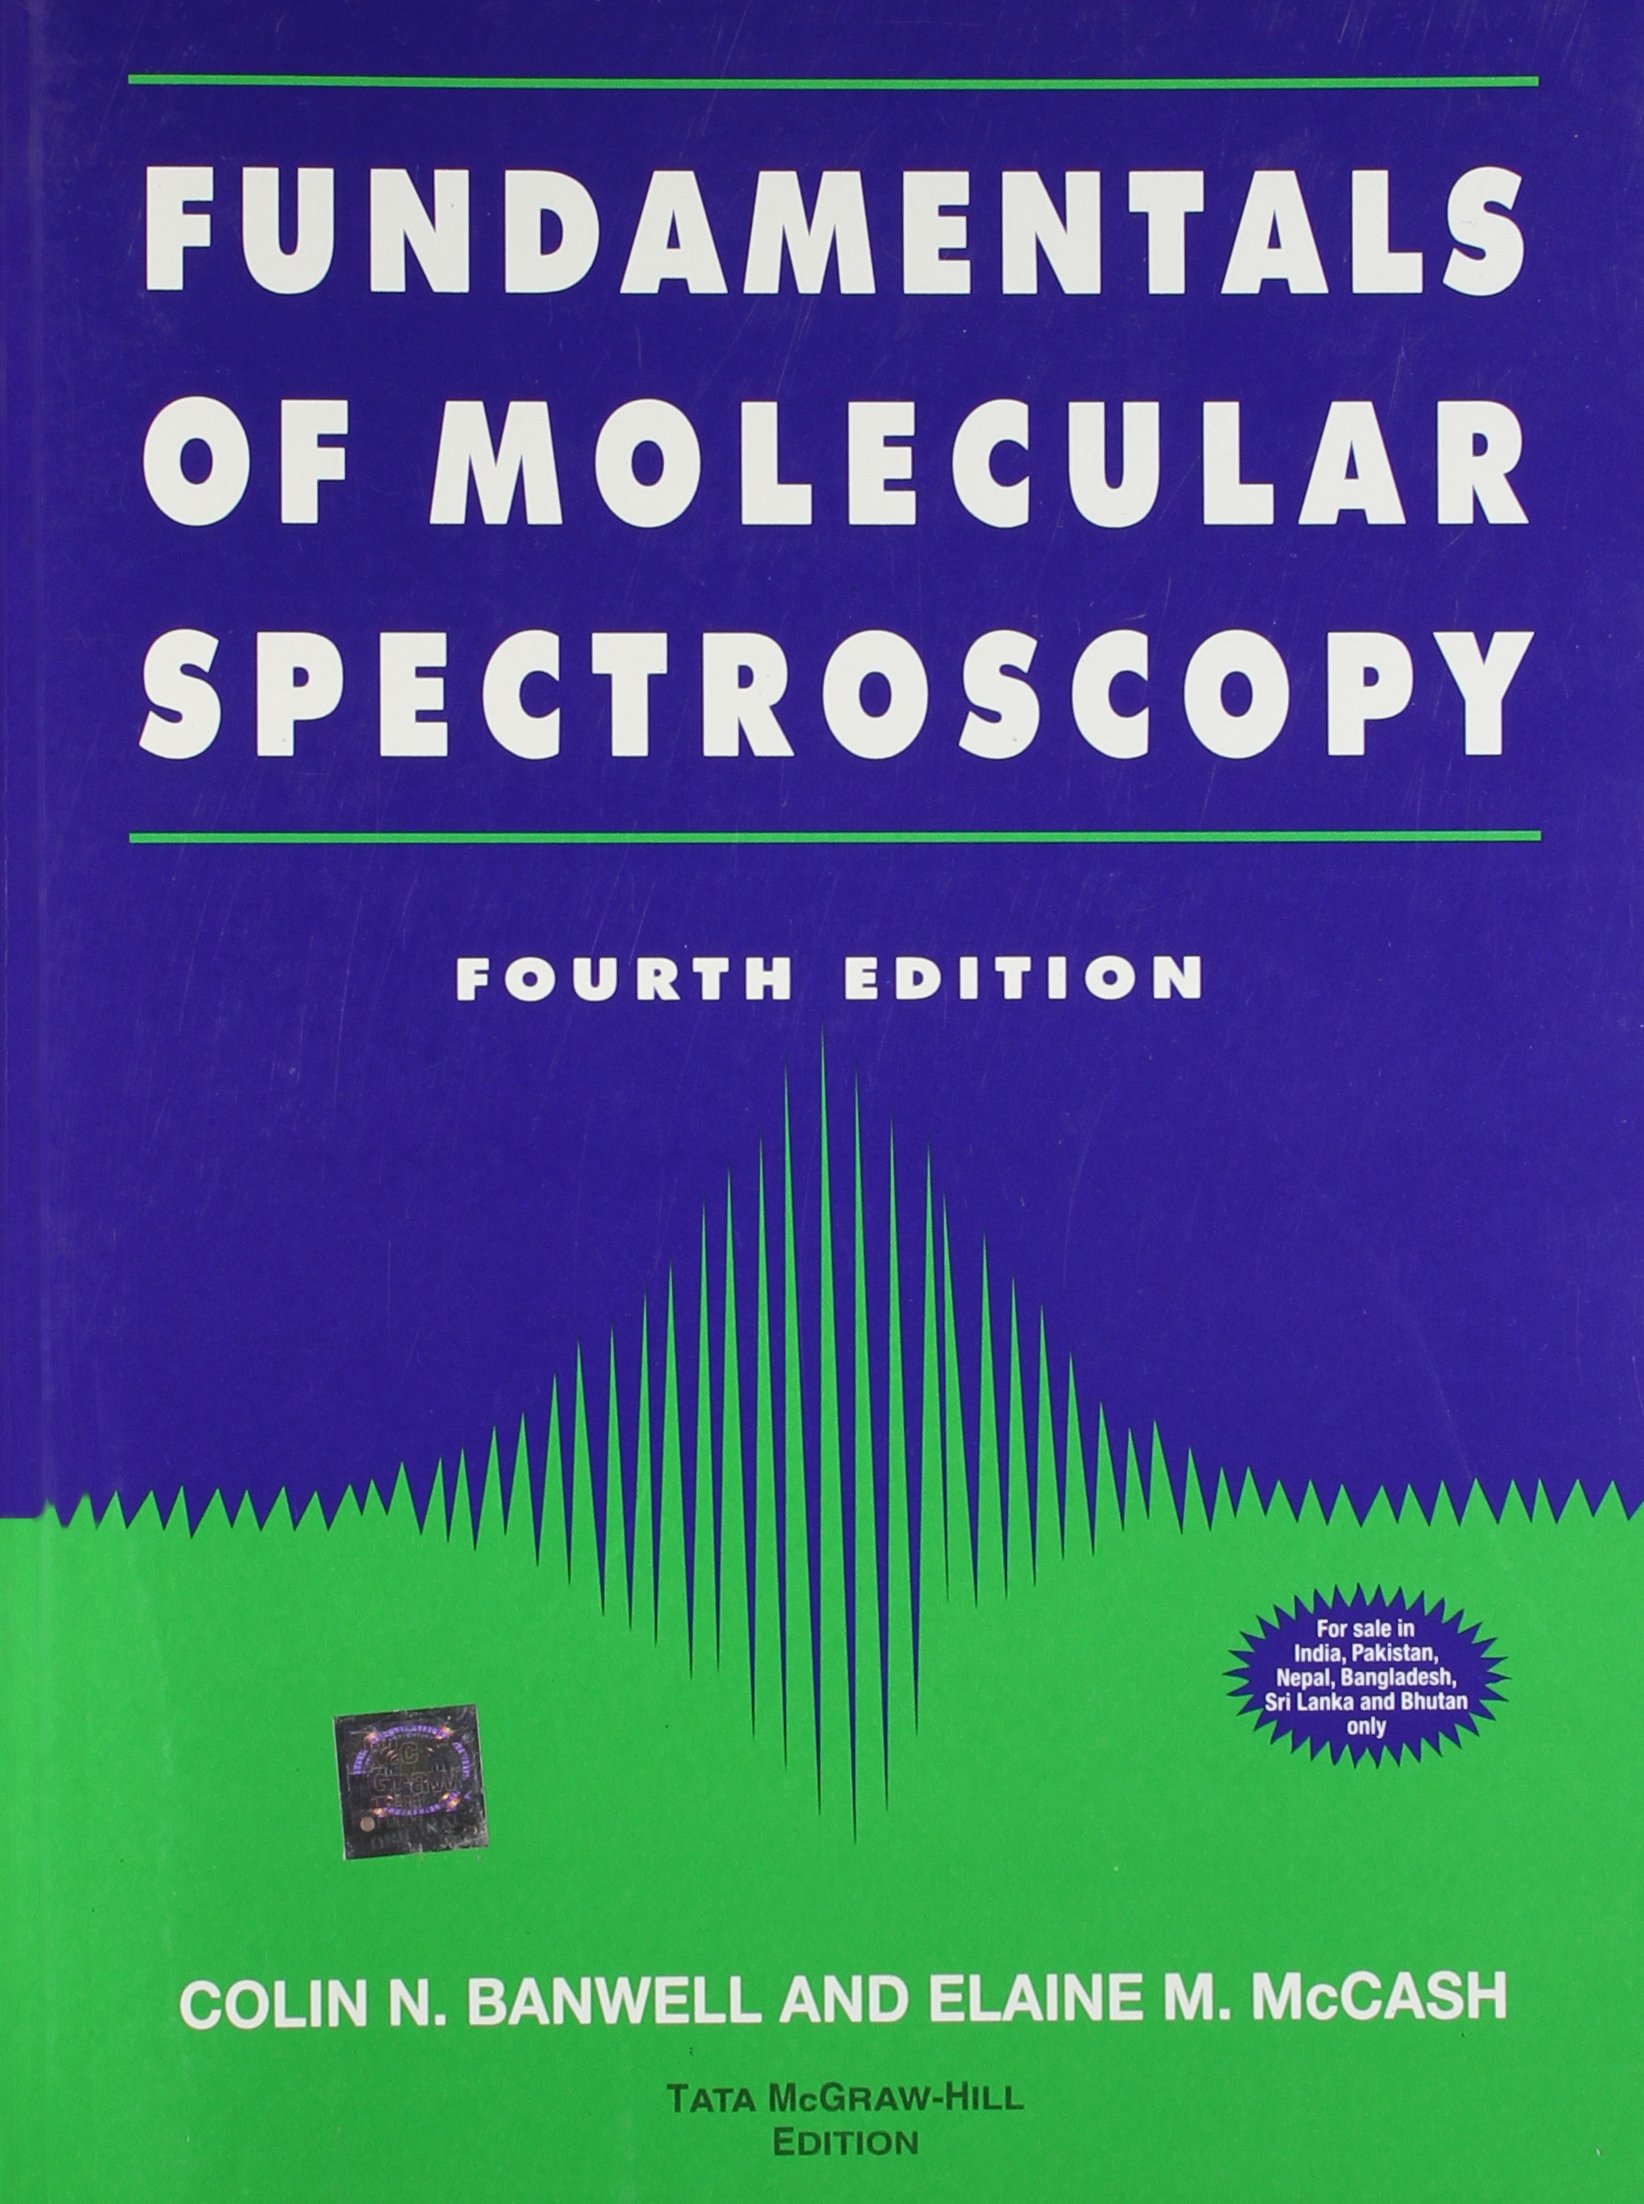 FUNDAMENTALS
OF MOLECULAR
SPECTROSCOPY
FOURTH EDITION
For sale in
India, Pakistan,
Nepal, Bangladesh,
Sri Lanka and Bhutan
only
COLIN N. BANWELL AND ELAINE M. McCASH
TATA McGRAW-HILL
EDITION